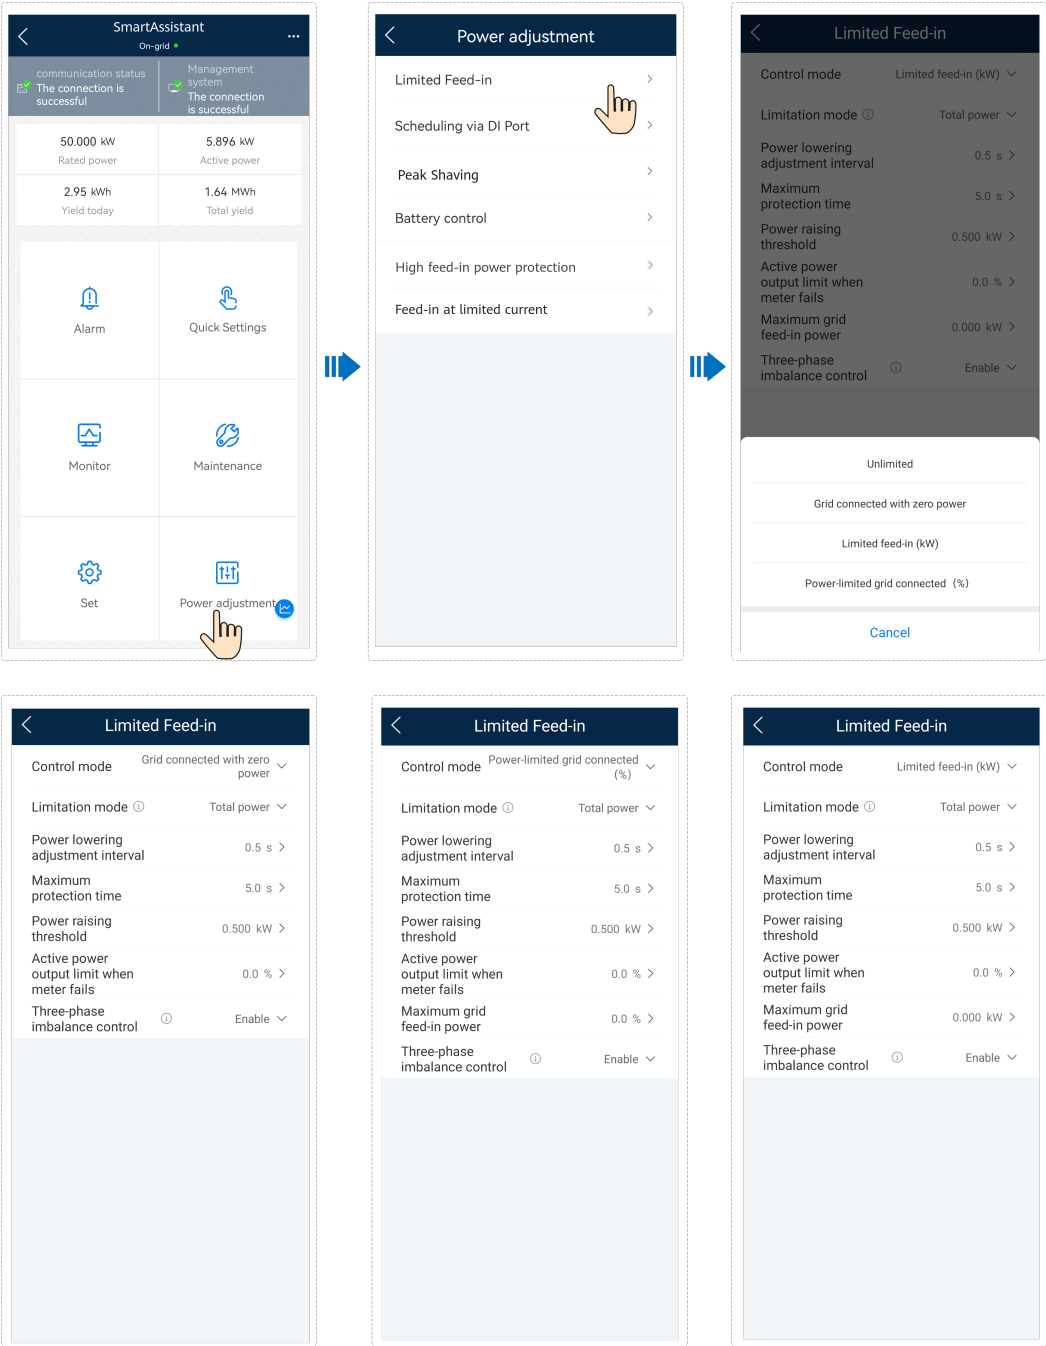 SmartAssistant
On-grid
communication status
The connection is
successful
Management
system
The connection
is successful
50.000 kW
Rated power
5.896 kW
Active power
2.95 kWh
Yield today
1.64 MWh
Total yield
Alarm
Quick Settings
Monitor
Maintenance
Set
Power adjustment
Power adjustment
Limited Feed-in
Scheduling via DI Port
Peak Shaving
Battery control
High feed-in power protection
Feed-in at limited current
Limited Feed-in
Control mode Limited feed-in (kW)
Limitation mode Total power
Power lowering
adjustment interval 0.5 s
Maximum
protection time 5.0 s
Power raising
threshold 0.500 kW
Active power
output limit when 0.0 %
meter fails
Maximum grid
feed-in power 0.000 kW
Three-phase
imbalance control Enable
Unlimited
Grid connected with zero power
Limited feed-in (kW)
Power-limited grid connected (%)
Cancel
Limited Feed-in
Control mode Grid connected with zero
power
Limitation mode Total power
Power lowering
adjustment interval 0.5 s
Maximum
protection time 5.0 s
Power raising
threshold 0.500 kW
Active power
output limit when 0.0 %
meter fails
Three-phase
imbalance control Enable
Limited Feed-in
Control mode Power-limited grid connected
(%)
Limitation mode Total power
Power lowering
adjustment interval 0.5 s
Maximum
protection time 5.0 s
Power raising
threshold 0.500 kW
Active power
output limit when 0.0 %
meter fails
Maximum grid
feed-in power 0.0 %
Three-phase
imbalance control Enable
Limited Feed-in
Control mode Limited feed-in (kW)
Limitation mode Total power
Power lowering
adjustment interval 0.5 s
Maximum
protection time 5.0 s
Power raising
threshold 0.500 kW
Active power
output limit when 0.0 %
meter fails
Maximum grid
feed-in power 0.000 kW
Three-phase
imbalance control Enable